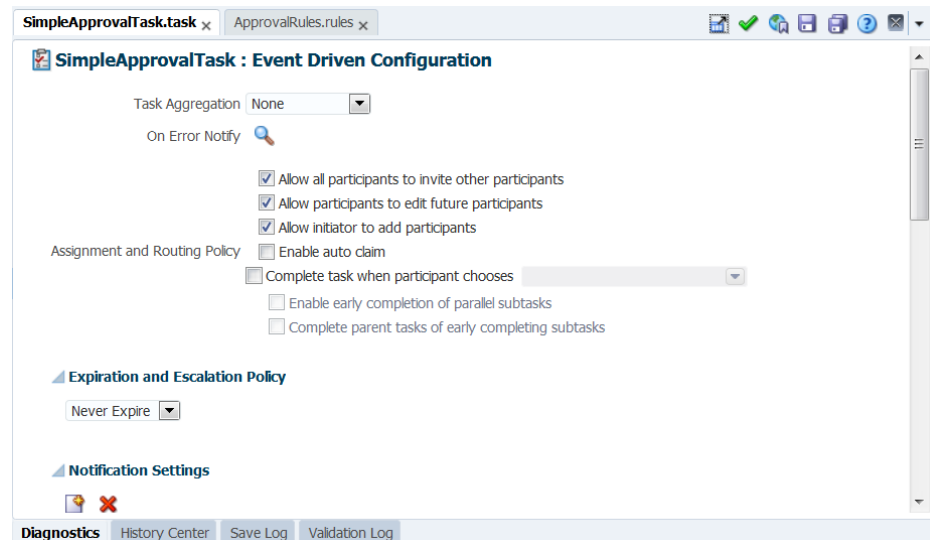 SimpleApprovalTask.task x ApprovalRules.rules x
SimpleApprovalTask : Event Driven Configuration
Task Aggregation None
On Error Notify
Allow all participants to invite other participants
Allow participants to edit future participants
Allow initiator to add participants
Assignment and Routing Policy Enable auto claim
Complete task when participant chooses
Enable early completion of parallel subtasks
Complete parent tasks of early completing subtasks
Expiration and Escalation Policy
Never Expire
Notification Settings
Diagnostics History Center Save Log Validation Log